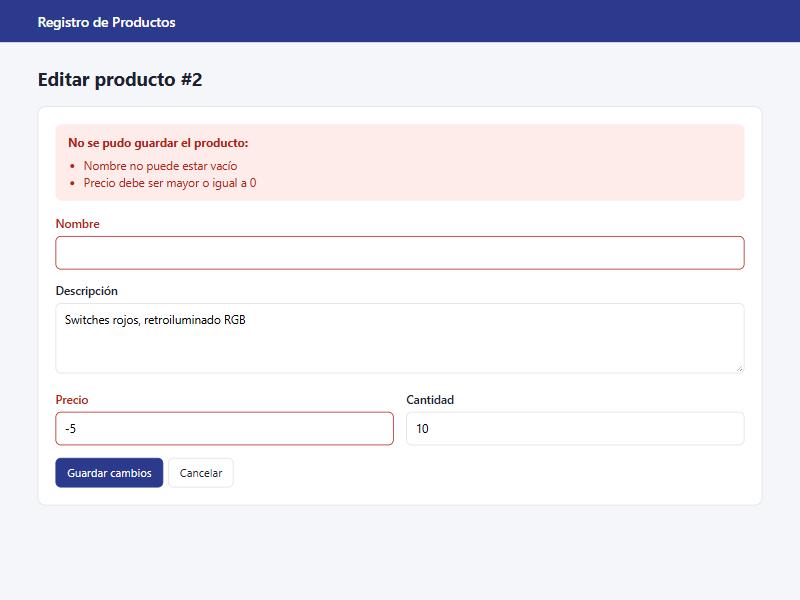 Registro de Productos
Editar producto #2
No se pudo guardar el producto:
• Nombre no puede estar vacío
• Precio debe ser mayor o igual a 0
Nombre
Descripción
Switches rojos, retroiluminado RGB
Precio
Cantidad
-5
10
Guardar cambios
Cancelar